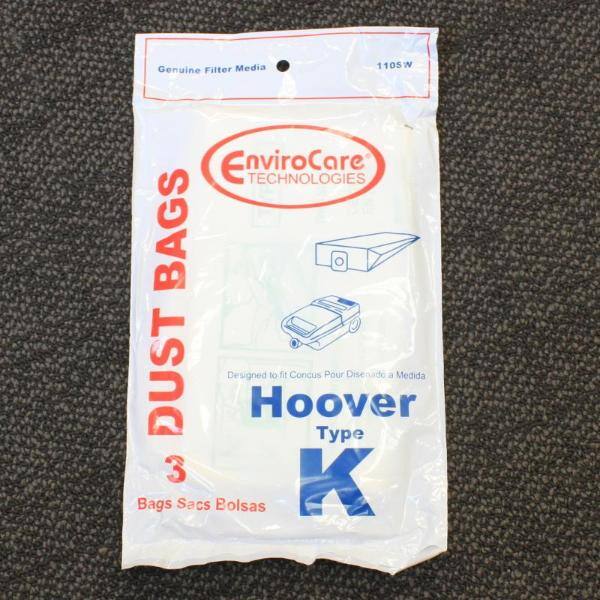 Genuine Filter Media 110SW
EnviroCare®
TECHNOLOGIES
3 DUST BAGS
Designed to fit Concus Pour Disenado a Medida
Hoover
Type
K
Bags Sacs Bolsas